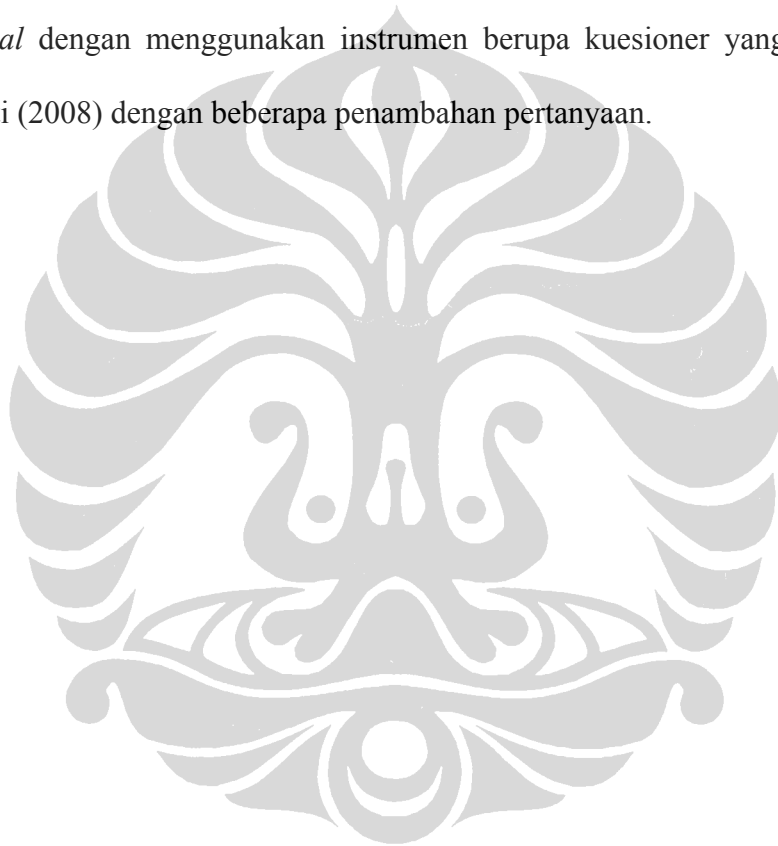 al dengan menggunakan instrumen berupa kuesioner yang
i (2008) dengan beberapa penambahan pertanyaan.